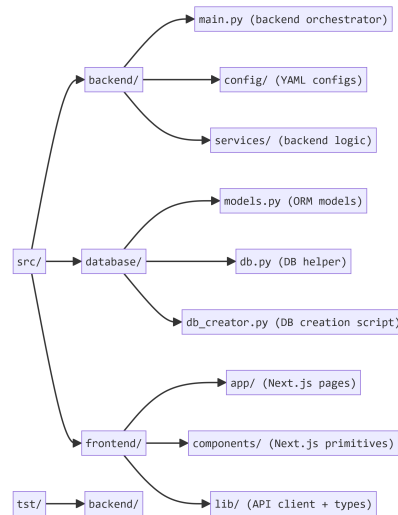 main.py (backend orchestrator)
backend/
config/ (YAML configs)
services/ (backend logic)
models.py (ORM models)
src/
database/
db.py (DB helper)
db_creator.py (DB creation script)
app/ (Next.js pages)
frontend/
components/ (Next.js primitives)
tst/
backend/
lib/ (API client + types)